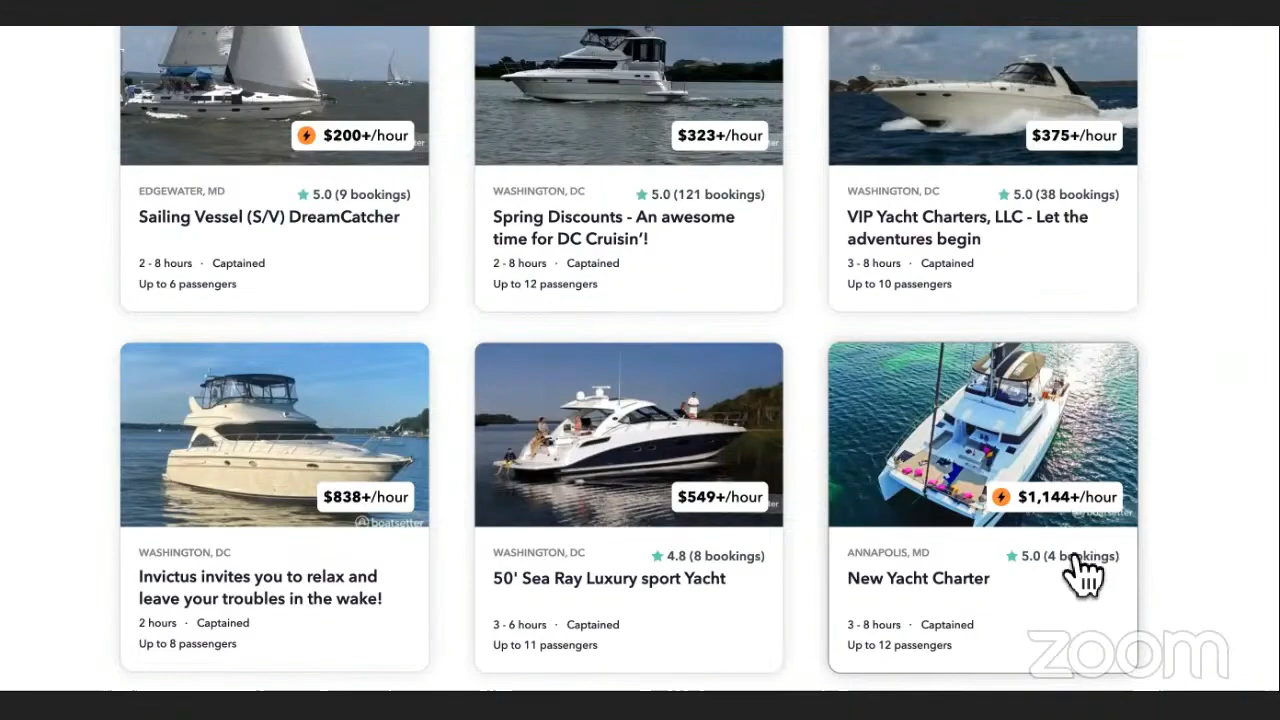 $200+/hour
$323+/hour
$375+/hour
EDGEWATER, MD
5.0 (9 bookings)
Sailing Vessel (S/V) DreamCatcher
2 - 8 hours · Captained
Up to 6 passengers
WASHINGTON, DC
5.0 (121 bookings)
Spring Discounts - An awesome
time for DC Cruisin'!
2 - 8 hours · Captained
Up to 12 passengers
WASHINGTON, DC
5.0 (38 bookings)
VIP Yacht Charters, LLC - Let the
adventures begin
3 - 8 hours · Captained
Up to 10 passengers
$838+/hour
boatsetter
$549+/hour
$1,144+/hour
WASHINGTON, DC
Invictus invites you to relax and
leave your troubles in the wake!
2 hours · Captained
Up to 8 passengers
WASHINGTON, DC
4.8 (8 bookings)
50' Sea Ray Luxury sport Yacht
3 - 6 hours · Captained
Up to 11 passengers
ANNAPOLIS, MD
5.0 (4 bookings)
New Yacht Charter
3 - 8 hours · Captained
Up to 12 passengers
zoom